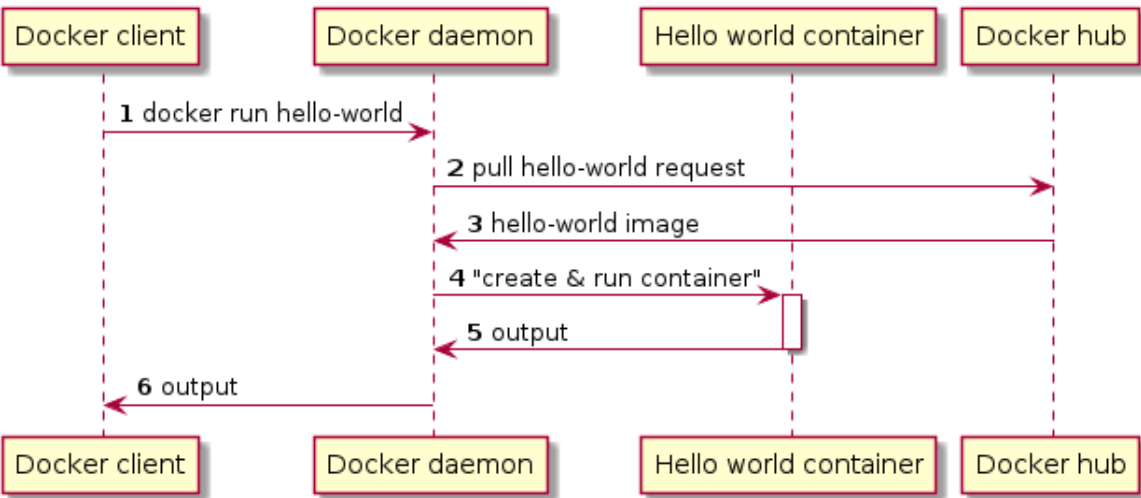 Docker client
Docker daemon
Hello world container
Docker hub
1 docker run hello-world
2 pull hello-world request
3 hello-world image
4 "create & run container"
5 output
6 output
Docker client
Docker daemon
Hello world container
Docker hub